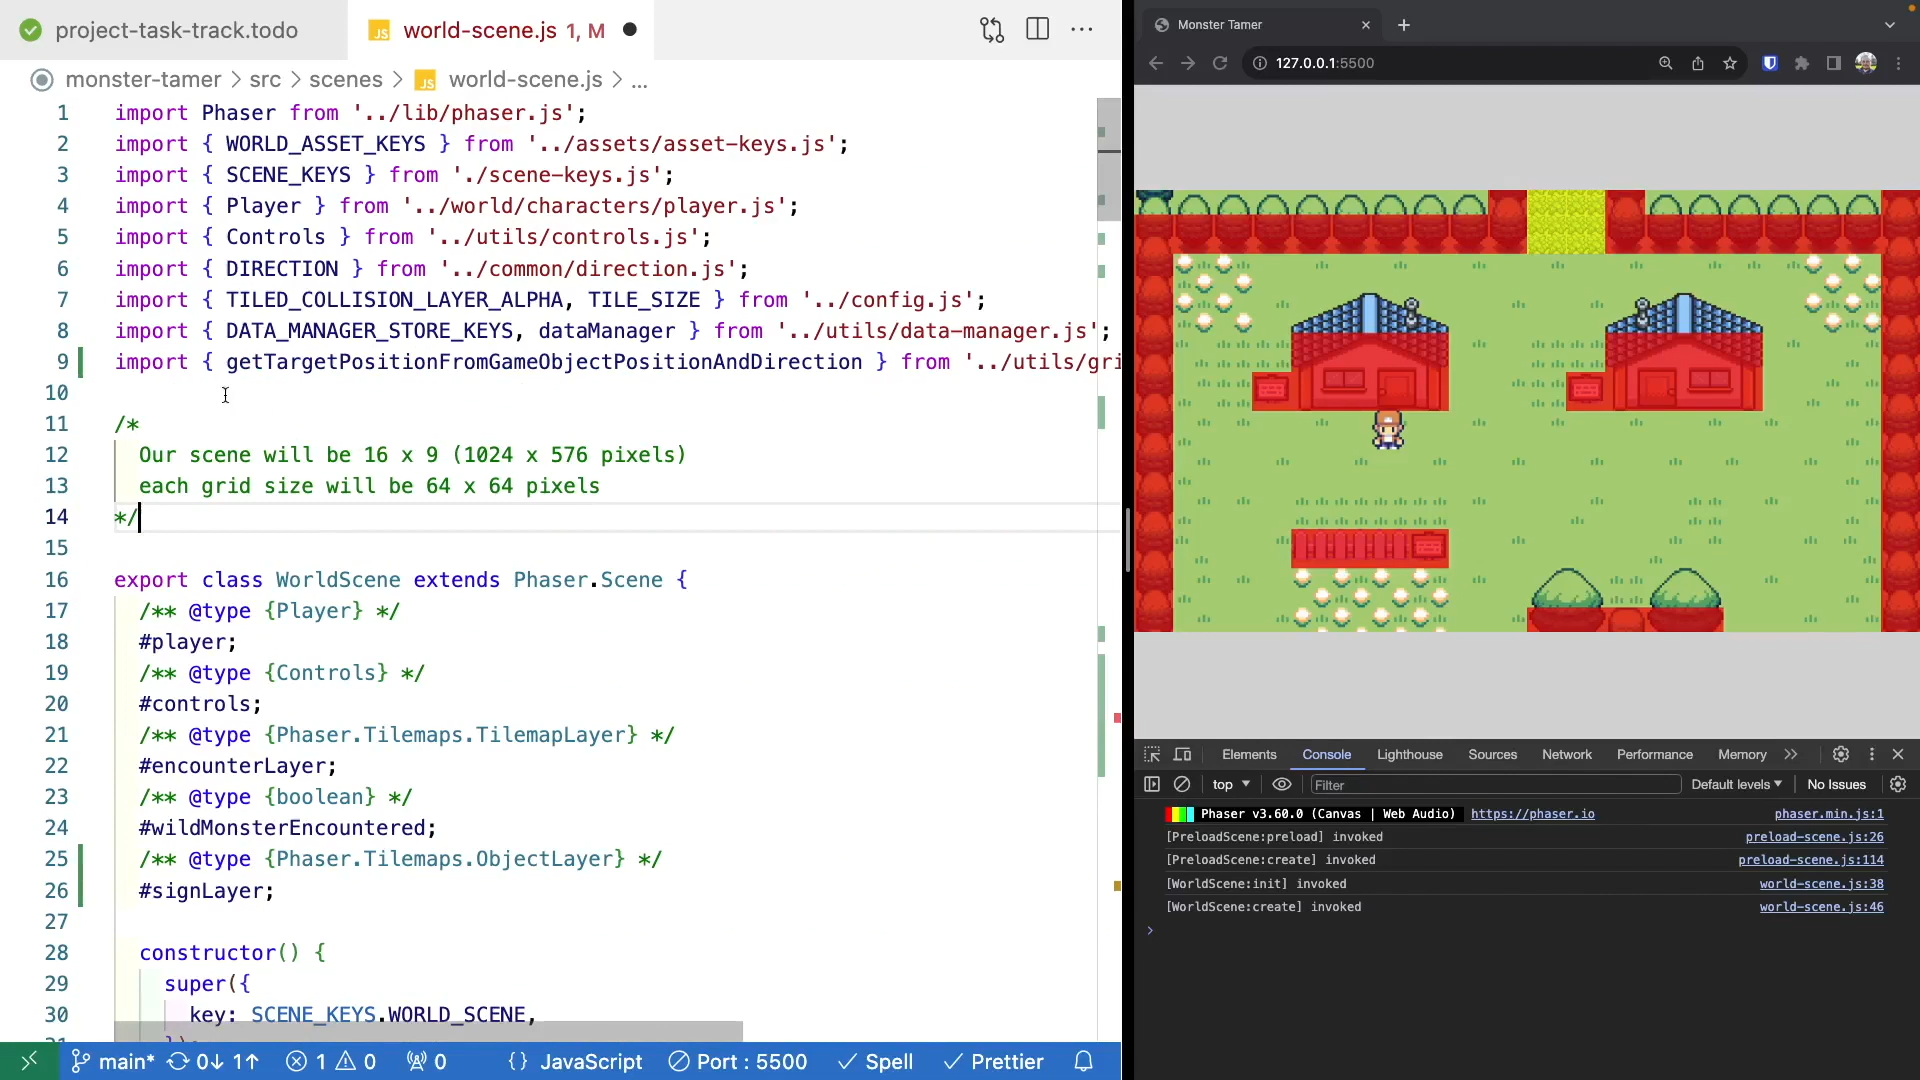 project-task-track.todo
JS world-scene.js 1, M
monster-tamer > src > scenes > JS world-scene.js > ...
1 import Phaser from '../lib/phaser.js';
2 import { WORLD_ASSET_KEYS } from '../assets/asset-keys.js';
3 import { SCENE_KEYS } from './scene-keys.js';
4 import { Player } from '../world/characters/player.js';
5 import { Controls } from '../utils/controls.js';
6 import { DIRECTION } from '../common/direction.js';
7 import { TILED_COLLISION_LAYER_ALPHA, TILE_SIZE } from '../config.js';
8 import { DATA_MANAGER_STORE_KEYS, dataManager } from '../utils/data-manager.js';
9 import { getTargetPositionFromGameObjectPositionAndDirection } from '../utils/gri
10
11 /*
12 Our scene will be 16 x 9 (1024 x 576 pixels)
13 each grid size will be 64 x 64 pixels
14 */
15
16 export class WorldScene extends Phaser.Scene {
17 /** @type {Player} */
18 #player;
19 /** @type {Controls} */
20 #controls;
21 /** @type {Phaser.Tilemaps.TilemapLayer} */
22 #encounterLayer;
23 /** @type {boolean} */
24 #wildMonsterEncountered;
25 /** @type {Phaser.Tilemaps.ObjectLayer} */
26 #signLayer;
27
28 constructor() {
29 super({
30 key: SCENE_KEYS.WORLD_SCENE,
main* 0↓ 1↑ 1 0 0 {} JavaScript Port : 5500 Spell Prettier
Monster Tamer
127.0.0.1:5500
Elements Console Lighthouse Sources Network Performance Memory
top Filter Default levels No Issues
Phaser v3.60.0 (Canvas | Web Audio) https://phaser.io phaser.min.js:1
[PreloadScene:preload] invoked preload-scene.js:26
[PreloadScene:create] invoked preload-scene.js:114
[WorldScene:init] invoked world-scene.js:38
[WorldScene:create] invoked world-scene.js:46